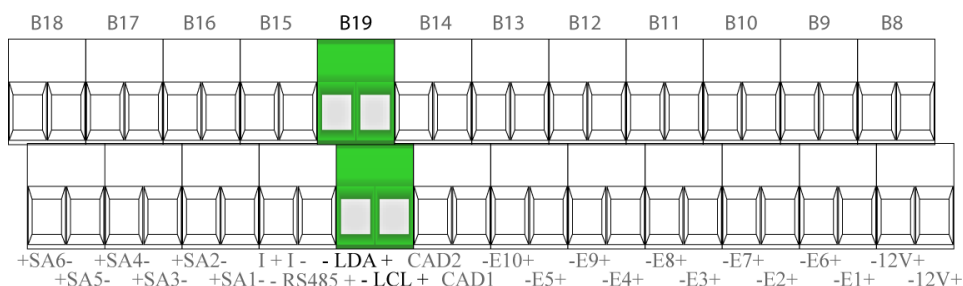 B18 B17 B16 B15 B19 B14 B13 B12 B11 B10 B9 B8
+SA6- +SA4- +SA2- I + I - - LDA + CAD2 -E10+ -E9+ -E8+ -E7+ -E6+ -12V+
+SA5- +SA3- +SA1- - RS485 + - LCL + CAD1 -E5+ -E4+ -E3+ -E2+ -E1+ -12V+